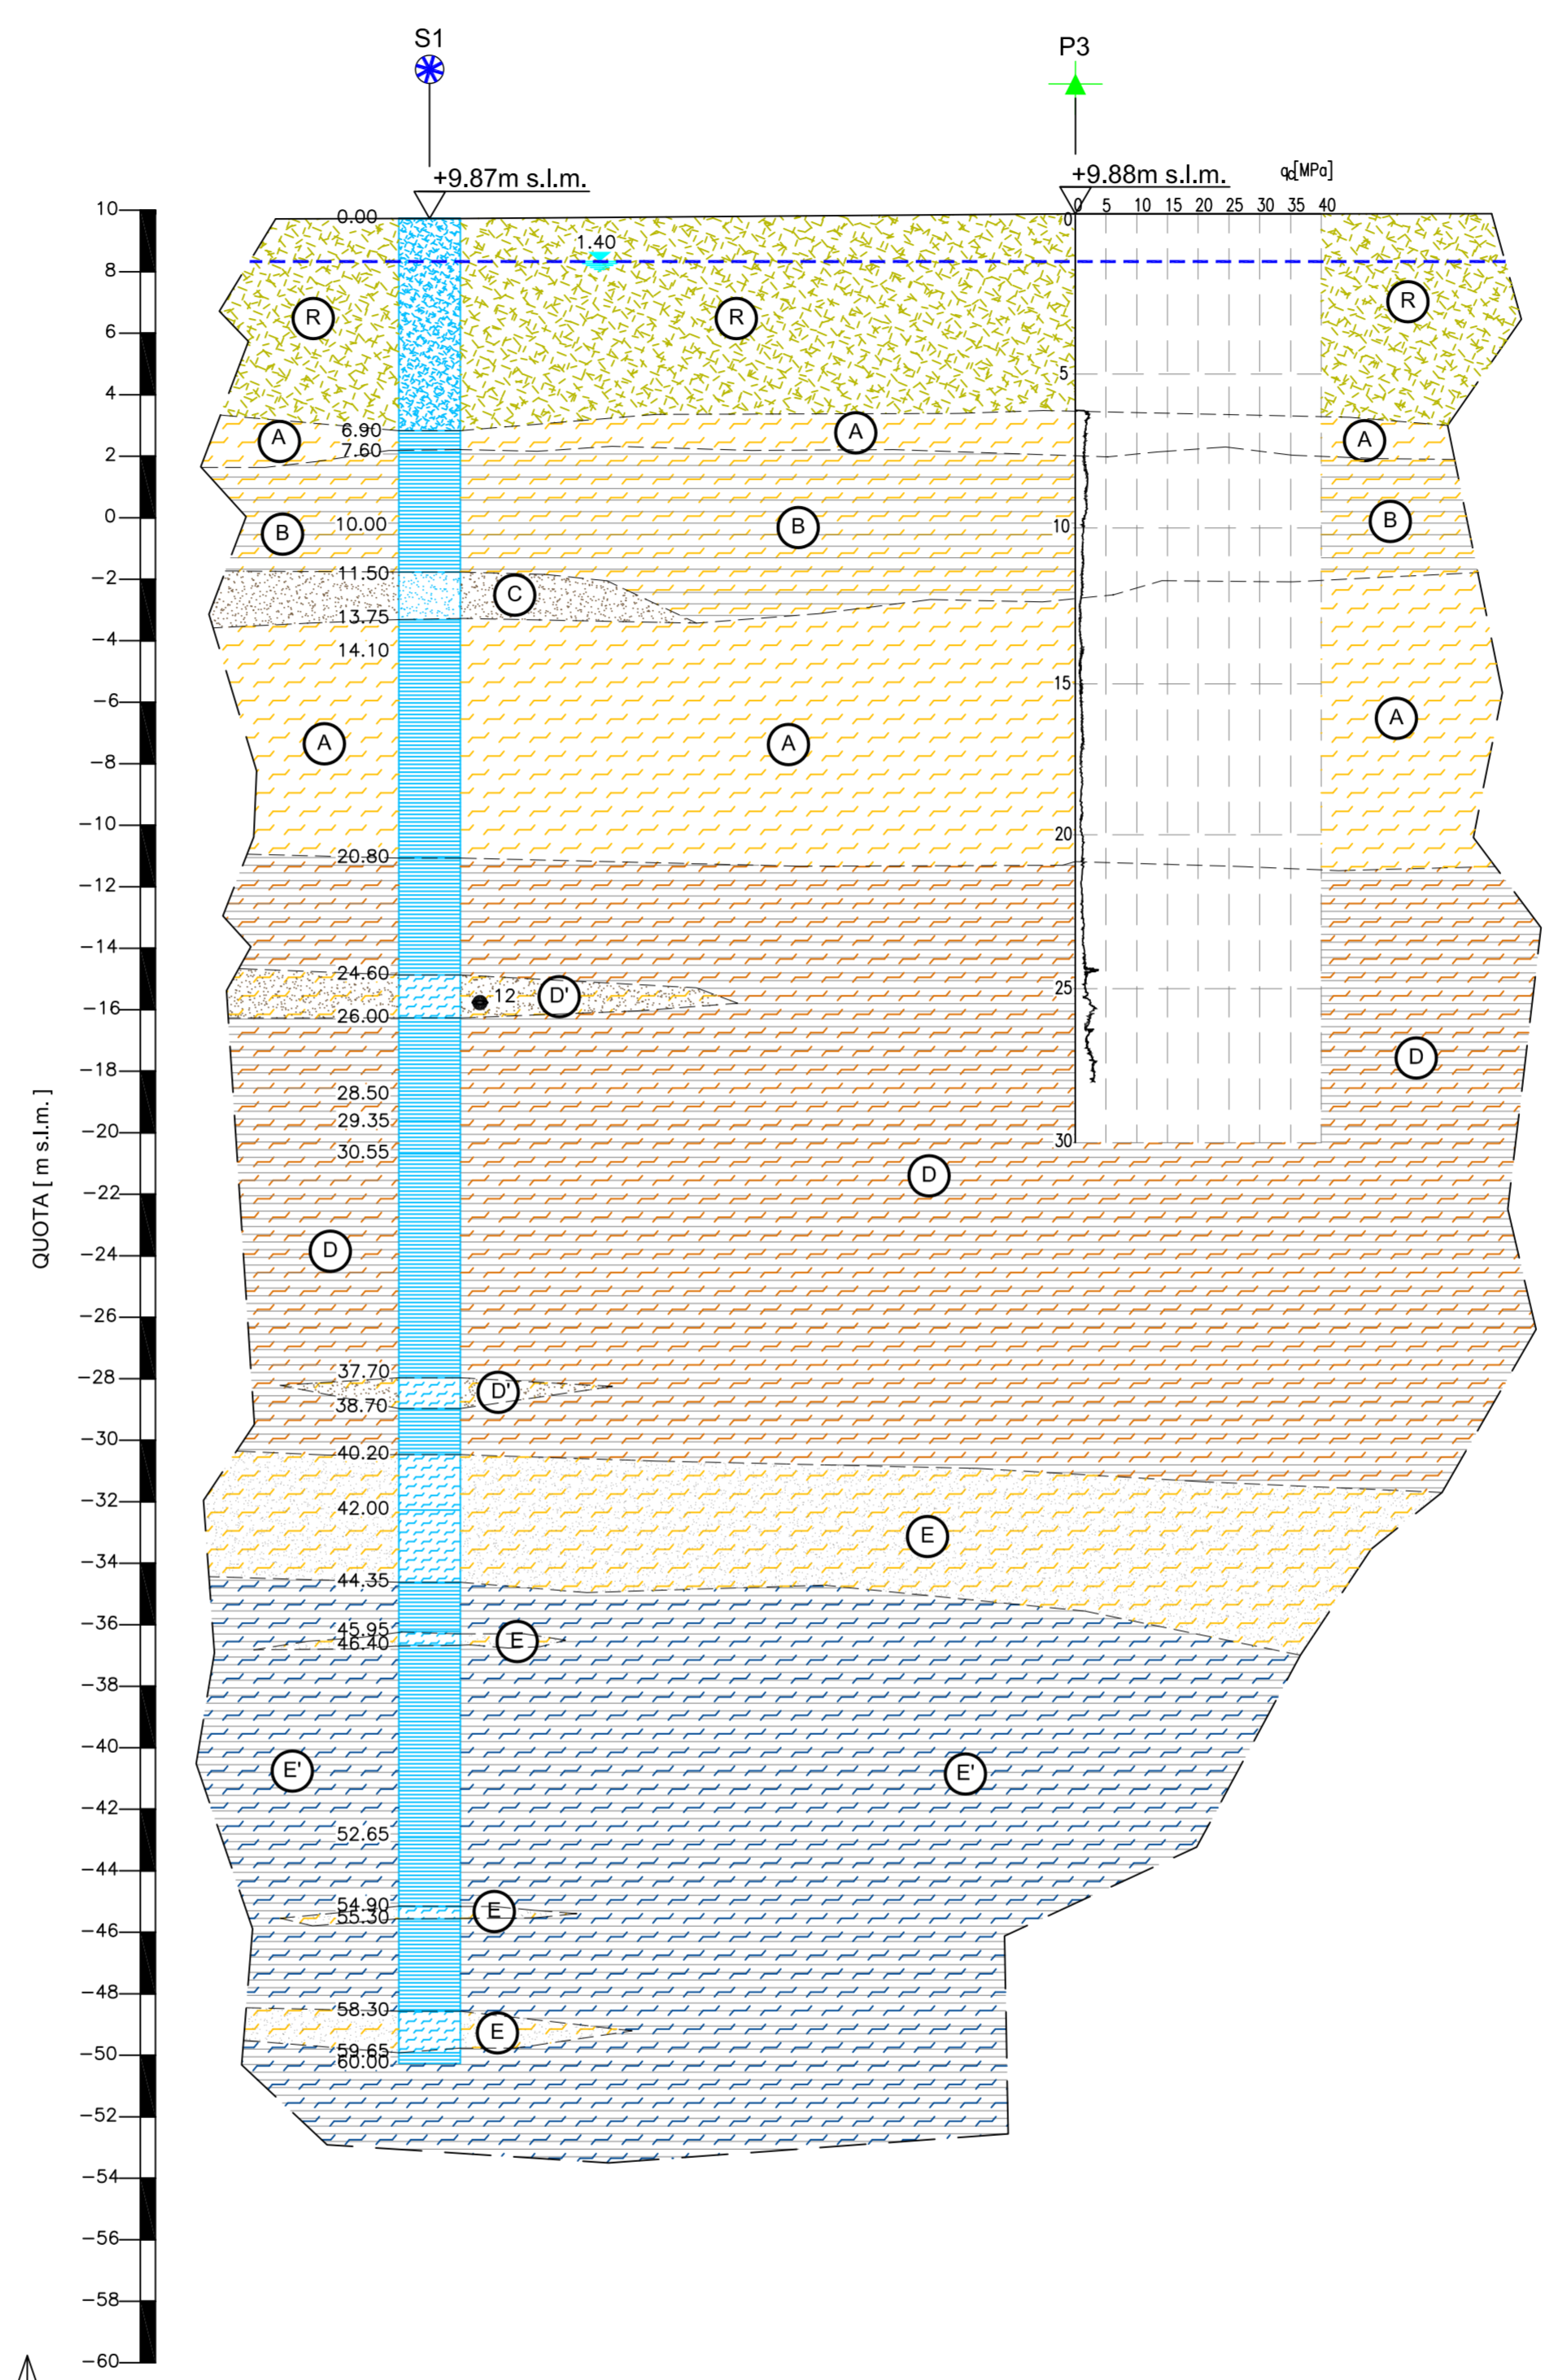 S1
P3
+9.87m s.l.m.
+9.88m s.l.m.
qc[MPa]
0 5 10 15 20 25 30 35 40
10
8
6
4
2
0
−2
−4
−6
−8
−10
−12
−14
−16
−18
−20
−22
−24
−26
−28
−30
−32
−34
−36
−38
−40
−42
−44
−46
−48
−50
−52
−54
−56
−58
−60
QUOTA [ m s.l.m. ]
0.00
6.90
7.60
10.00
11.50
13.75
14.10
20.80
24.60
26.00
28.50
29.35
30.55
37.70
38.70
40.20
42.00
44.35
45.95
46.40
52.65
54.90
55.30
58.30
59.65
60.00
1.40
R
R
R
A
A
A
B
B
B
C
A
A
A
12
D'
D
D
D
D'
E
E
E'
E'
E
E
0
5
10
15
20
25
30